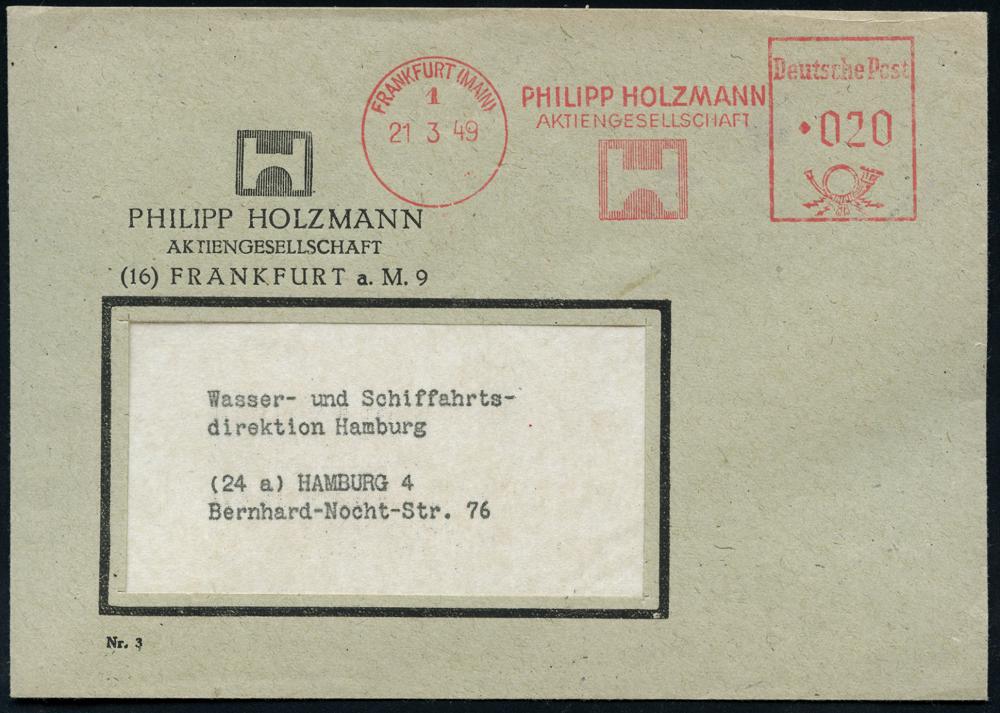 FRANKFURT (MAIN)
1
21 3 49
PHILIPP HOLZMANN
AKTIENGESELLSCHAFT
Deutsche Post
020
PHILIPP HOLZMANN
AKTIENGESELLSCHAFT
(16) FRANKFURT a. M. 9
Wasser- und Schiffahrts-
direktion Hamburg
(24 a) HAMBURG 4
Bernhard-Nocht-Str. 76
Nr. 3